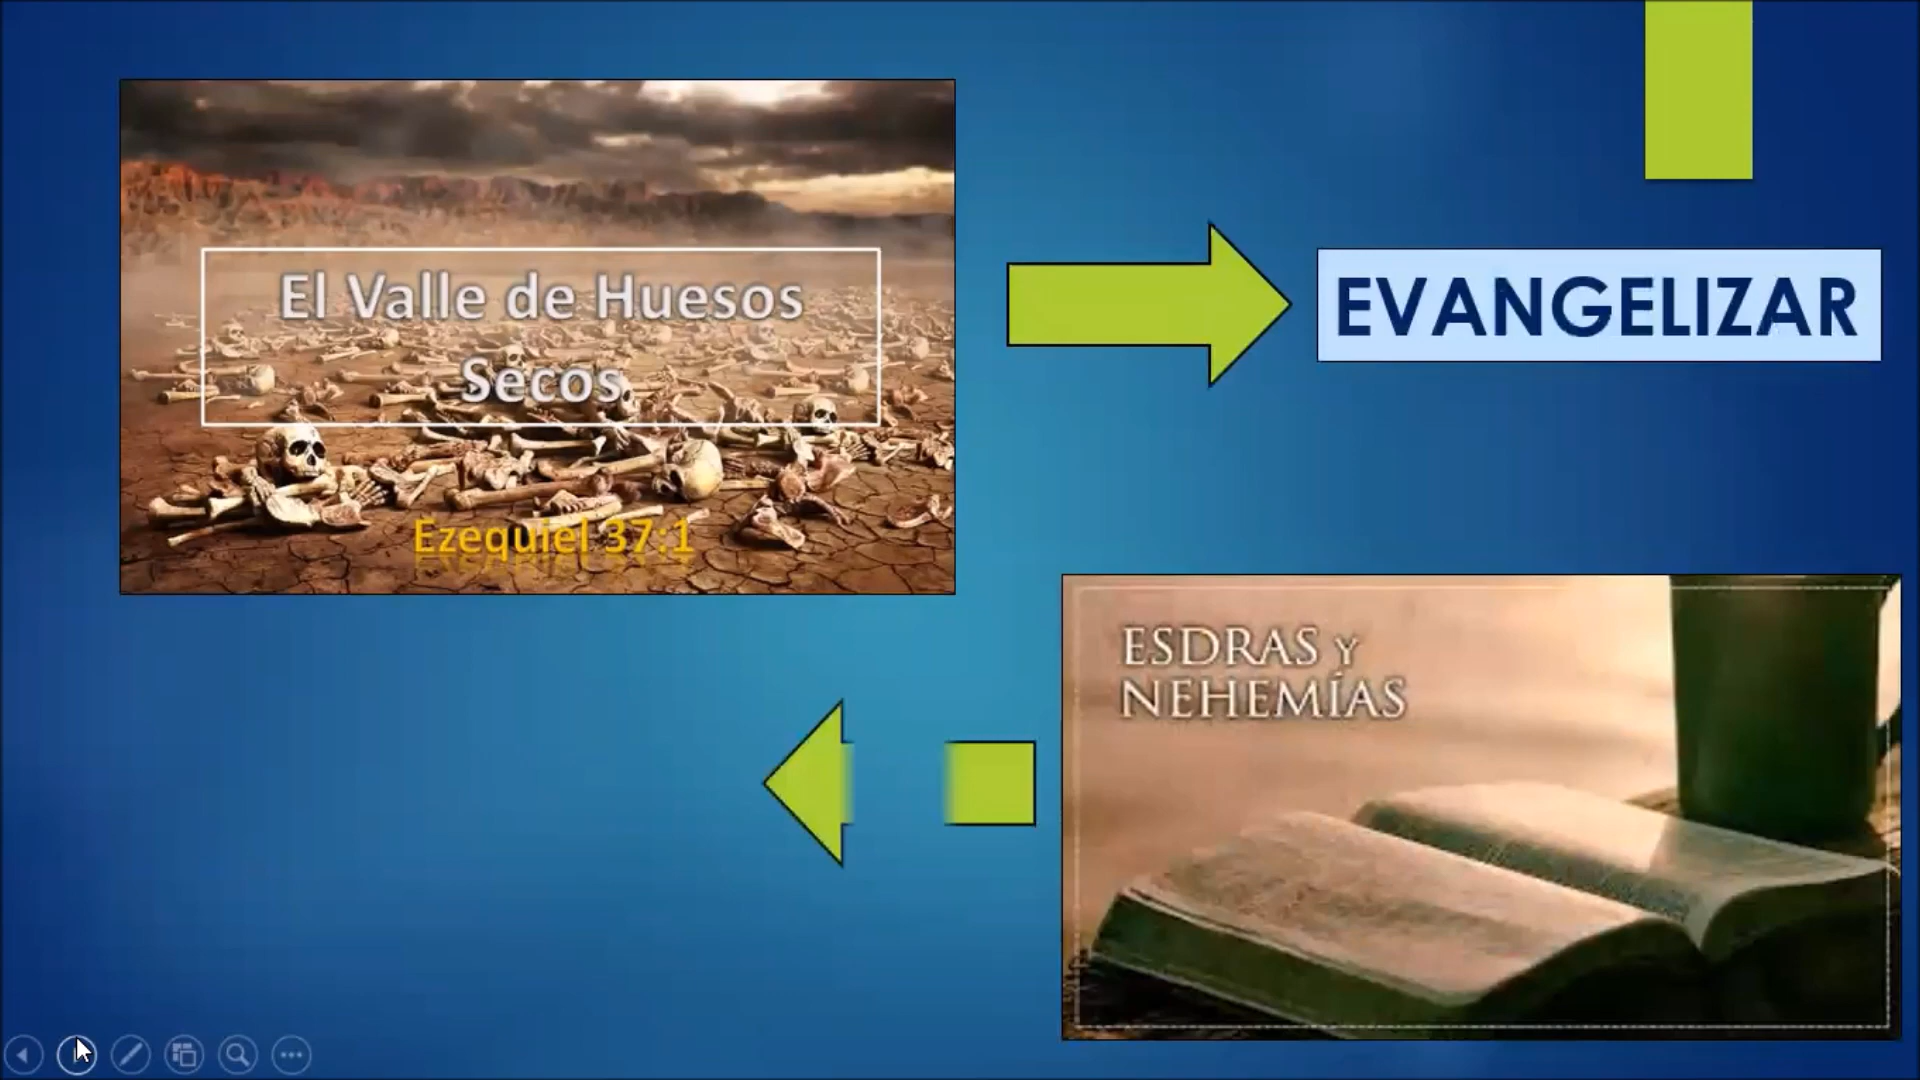 El Valle de Huesos
Secos
Ezequiel 37:1
EVANGELIZAR
ESDRAS Y
NEHEMÍAS